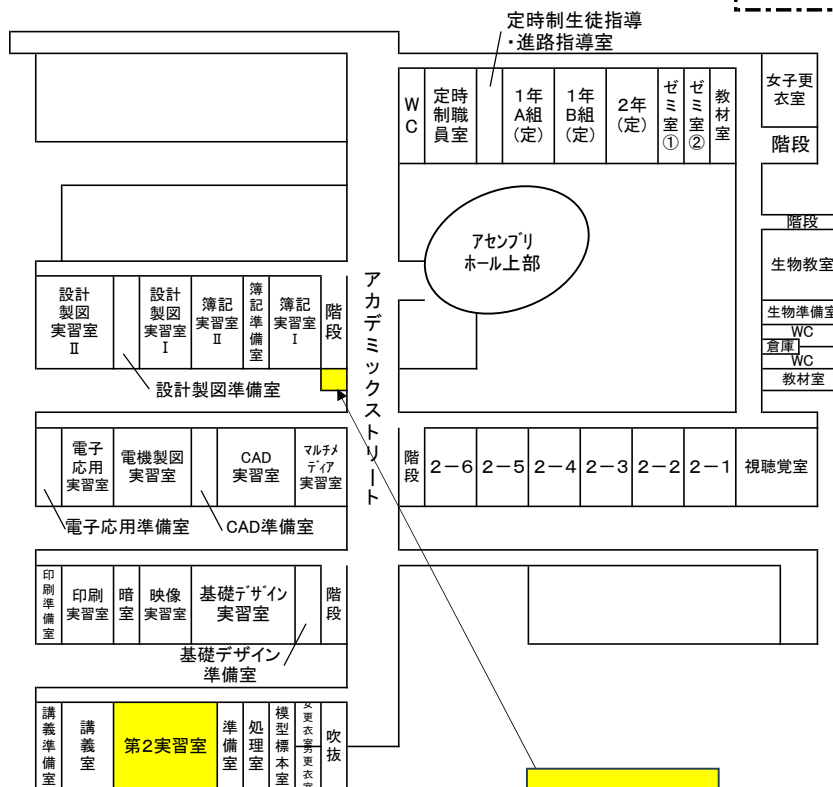 定時制生徒指導
・進路指導室
WC
定時
制職
員室
1年
A組
(定)
1年
B組
(定)
2年
(定)
ゼミ室①
ゼミ室②
教材室
女子更
衣室
階段
階段
生物教室
生物準備室
WC
倉庫
WC
教材室
アセンブリ
ホール上部
アカデミックストリート
設計
製図
実習室
Ⅱ
設計
製図
実習室
Ⅰ
簿記
実習室
Ⅱ
簿記準備室
簿記
実習室
Ⅰ
階段
設計製図準備室
電子
応用
実習室
電機製図
実習室
CAD
実習室
マルチメ
ディア
実習室
電子応用準備室
CAD準備室
階段
2-6
2-5
2-4
2-3
2-2
2-1
視聴覚室
印刷準備室
印刷
実習室
暗室
映像
実習室
基礎デザイン
実習室
階段
基礎デザイン
準備室
講義準備室
講義室
第2実習室
準備室
処理室
模型標本室
女更衣室
男更衣室
吹抜